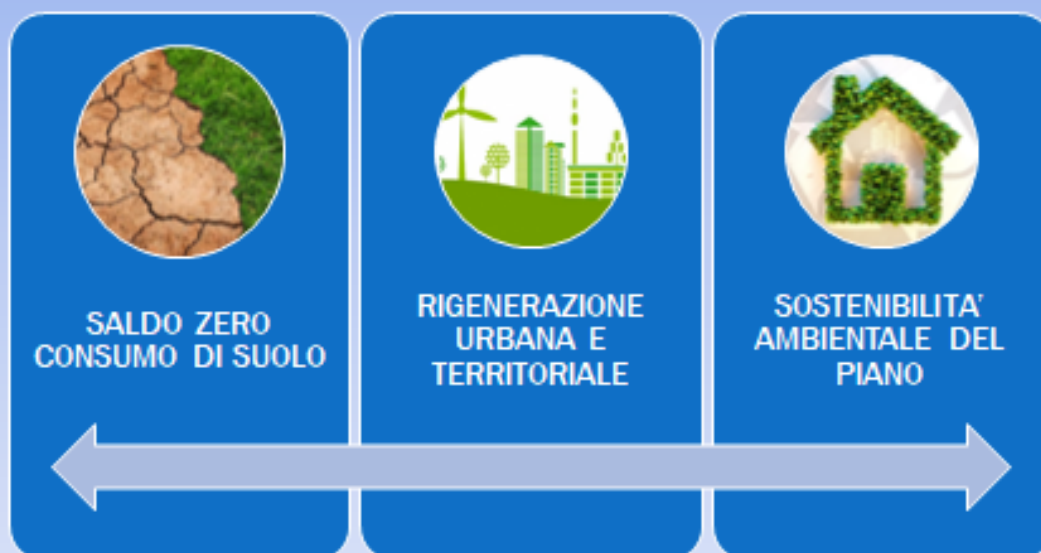 SALDO ZERO
CONSUMO DI SUOLO
RIGENERAZIONE
URBANA E
TERRITORIALE
SOSTENIBILITA'
AMBIENTALE DEL
PIANO